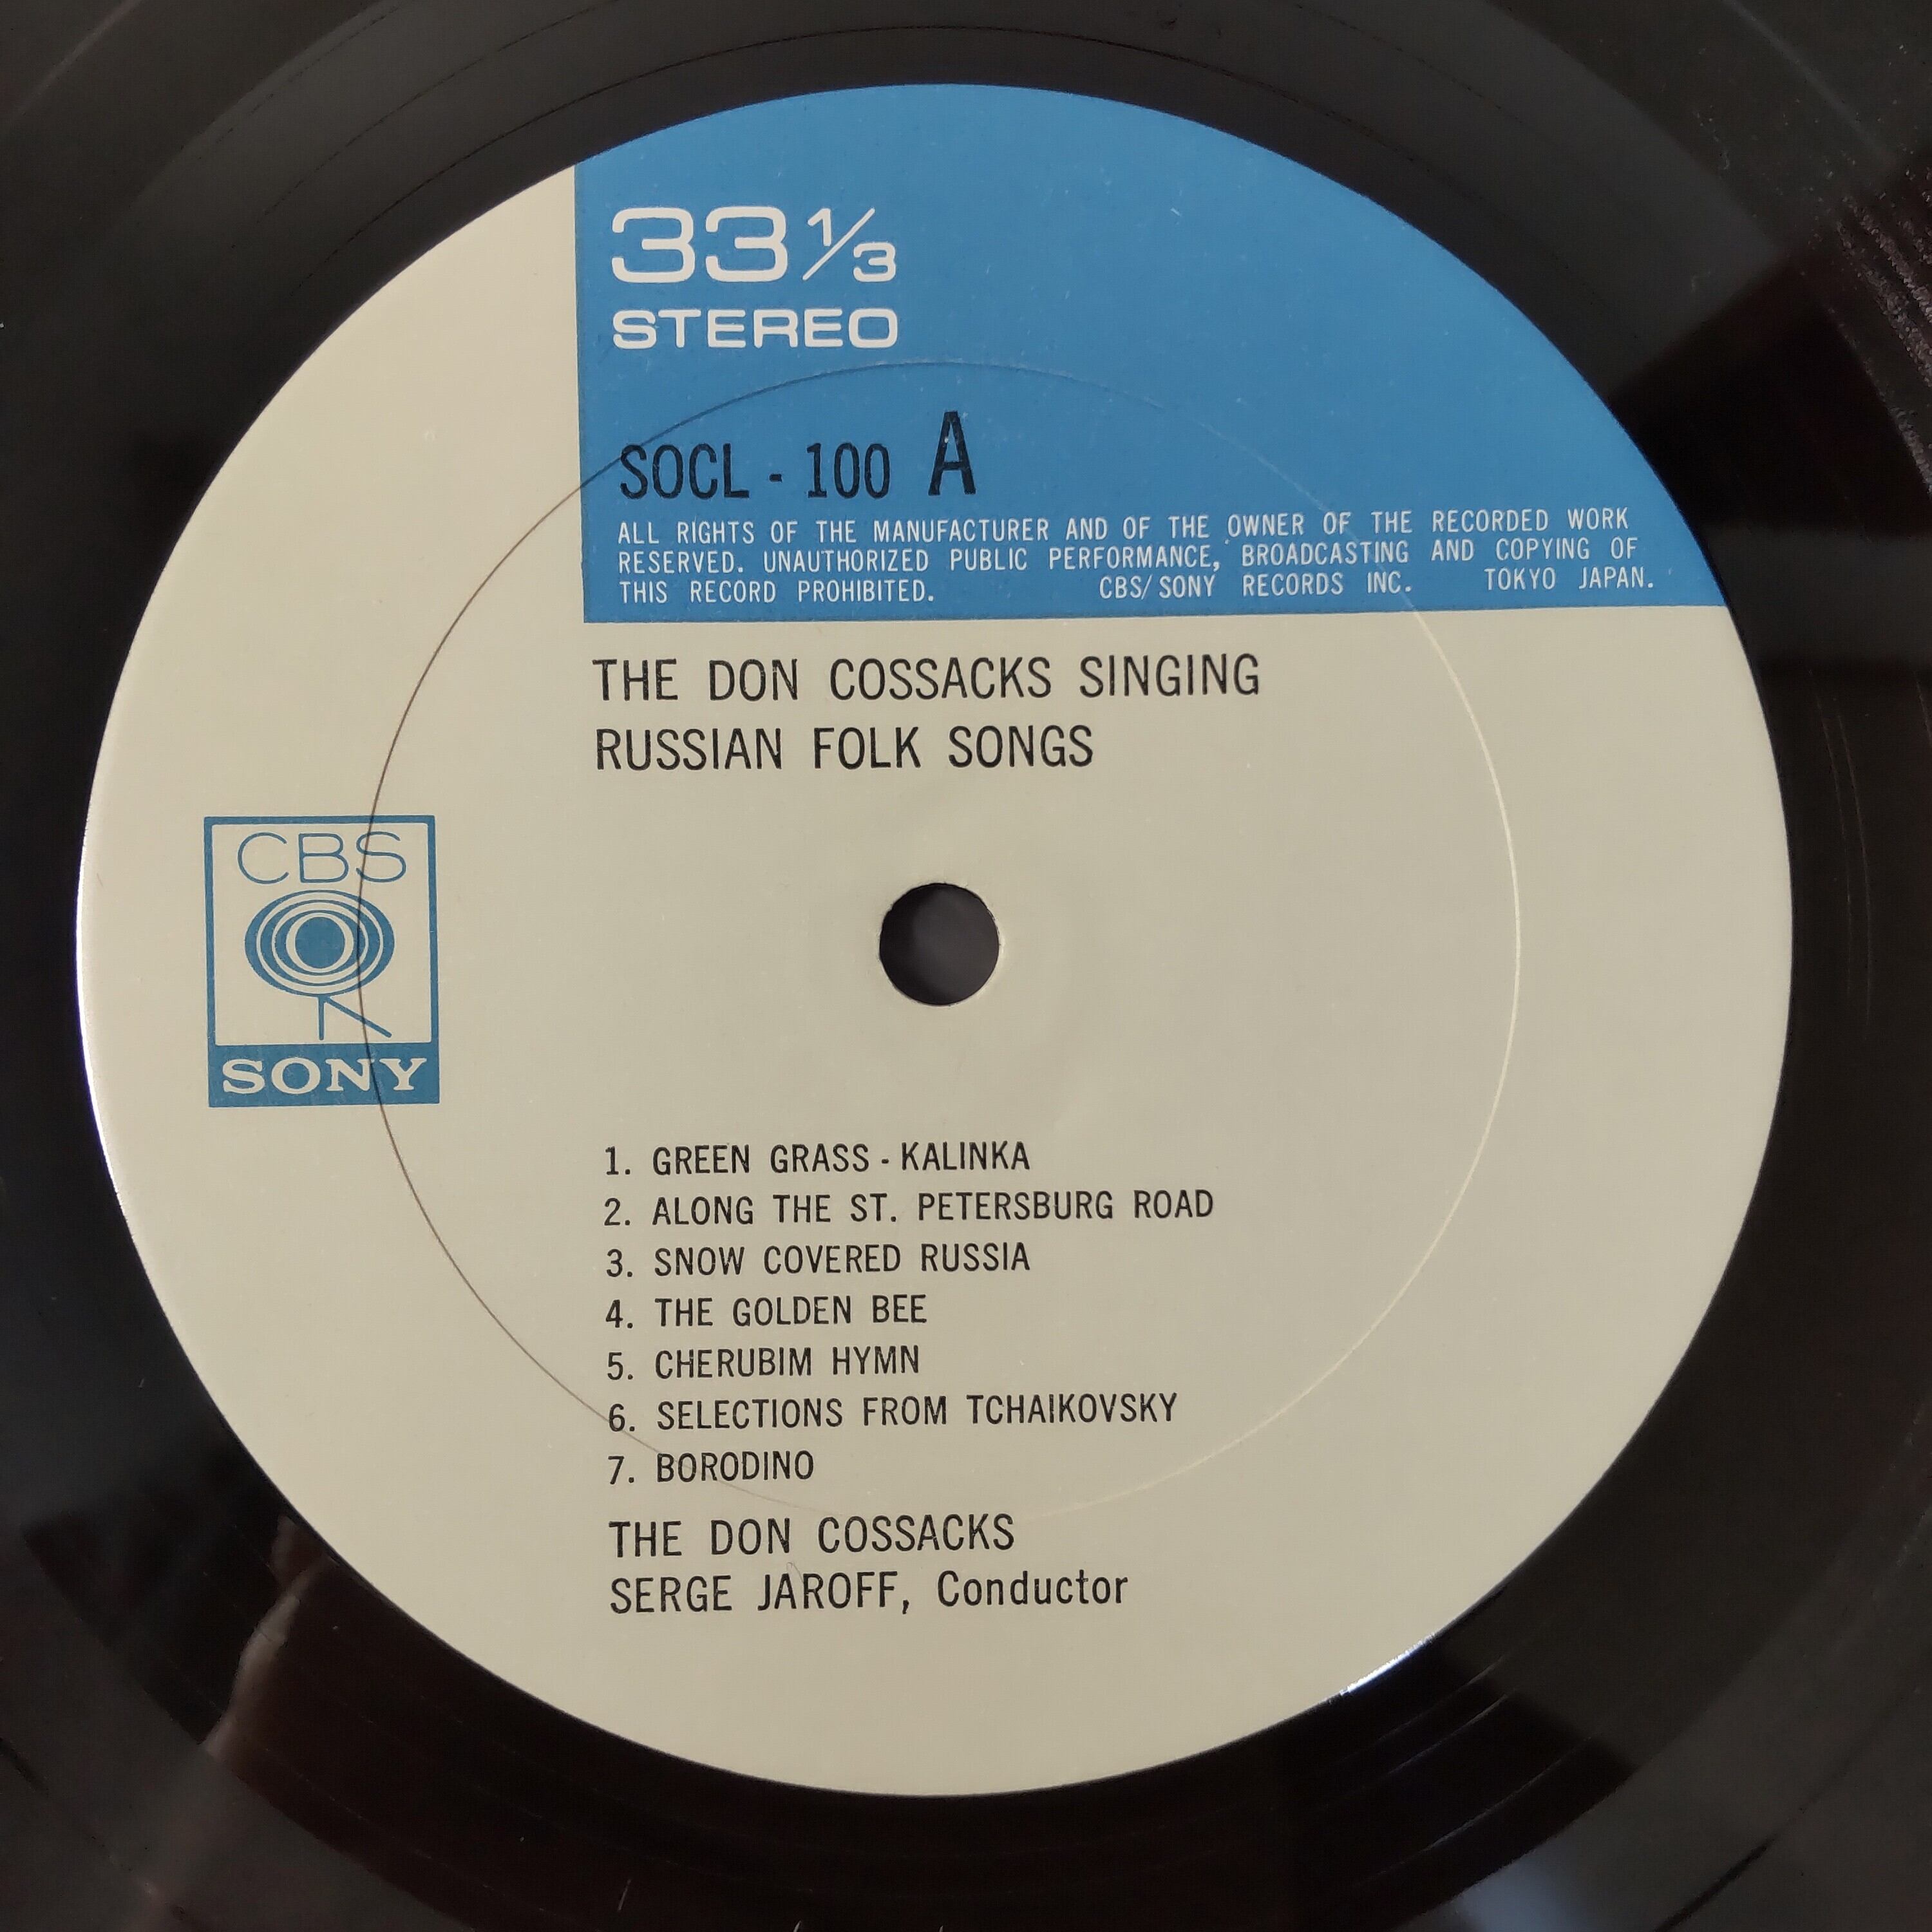 33 1/3
STEREO
SOCL - 100 A
ALL RIGHTS OF THE MANUFACTURER AND OF THE OWNER OF THE RECORDED WORK
RESERVED. UNAUTHORIZED PUBLIC PERFORMANCE, BROADCASTING AND COPYING OF
THIS RECORD PROHIBITED. CBS/SONY RECORDS INC. TOKYO JAPAN.
THE DON COSSACKS SINGING
RUSSIAN FOLK SONGS
CBS
SONY
1. GREEN GRASS - KALINKA
2. ALONG THE ST. PETERSBURG ROAD
3. SNOW COVERED RUSSIA
4. THE GOLDEN BEE
5. CHERUBIM HYMN
6. SELECTIONS FROM TCHAIKOVSKY
7. BORODINO
THE DON COSSACKS
SERGE JAROFF, Conductor